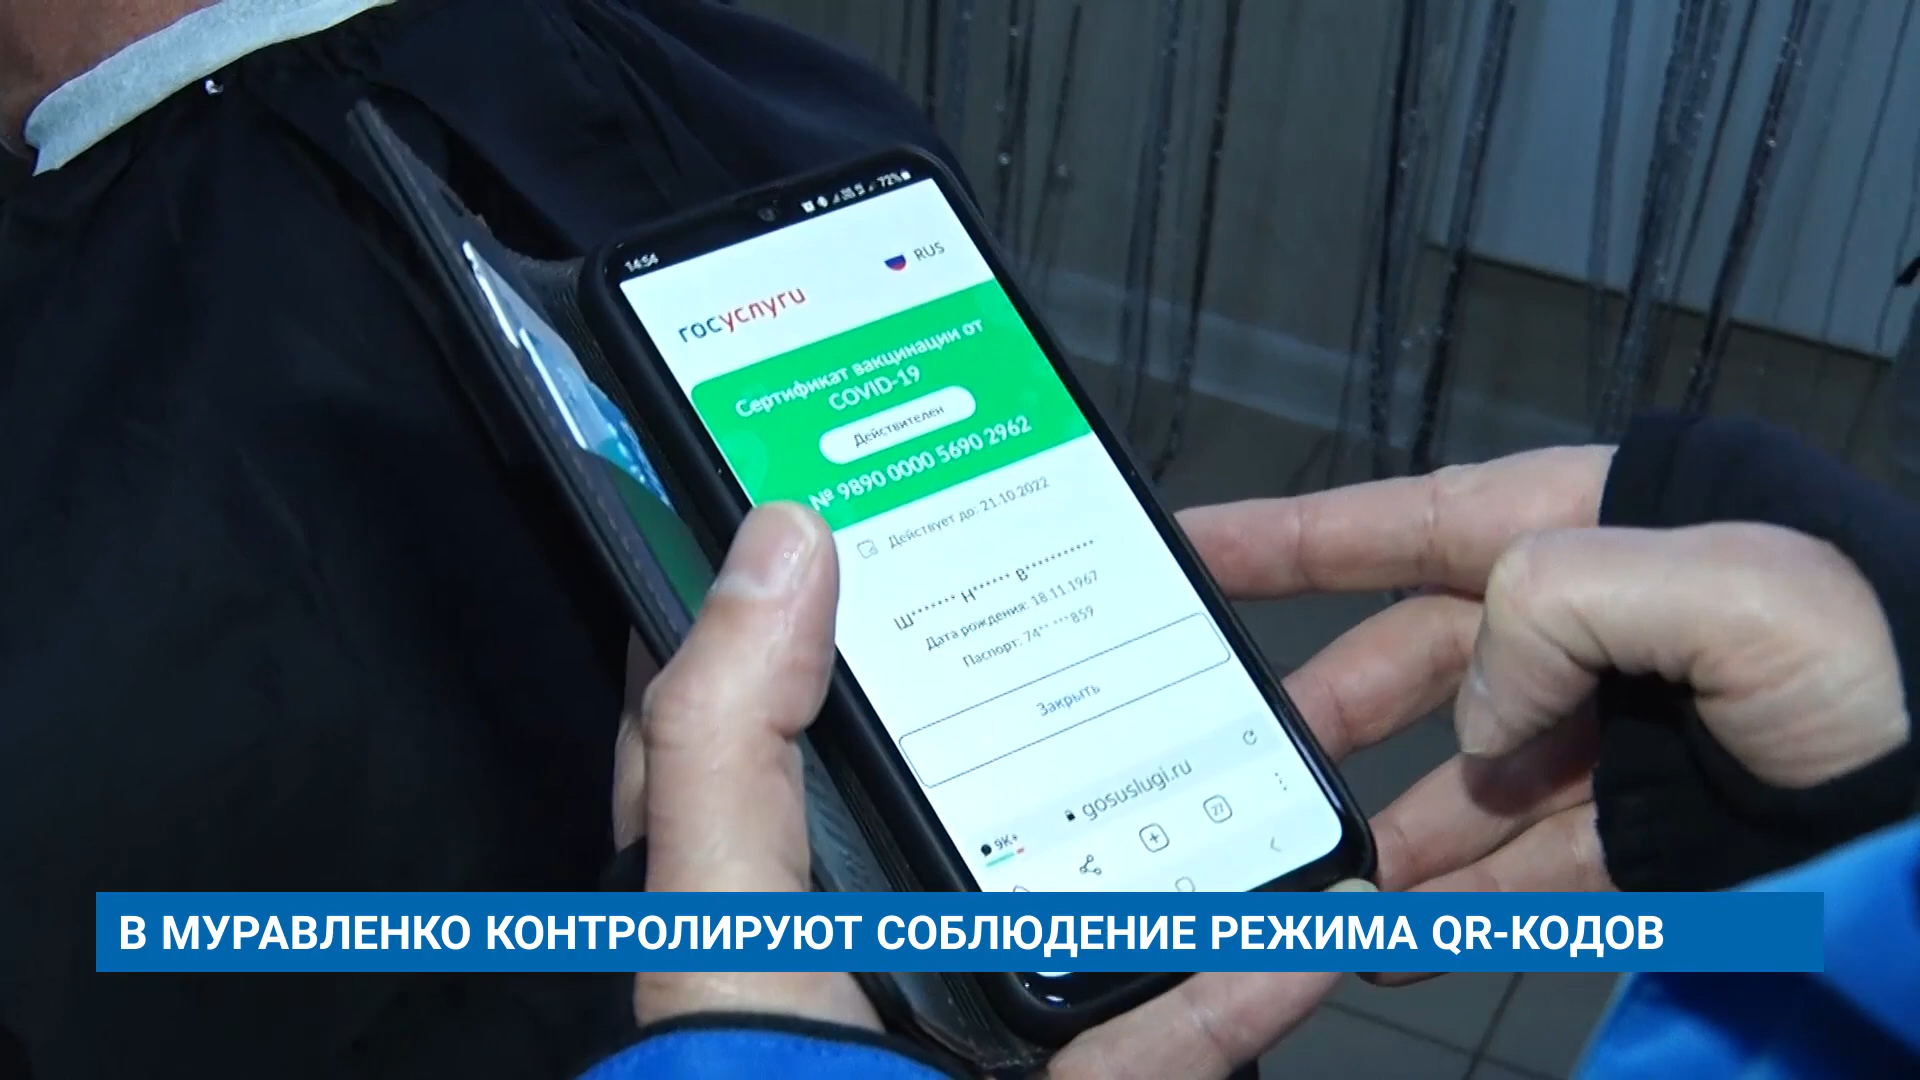 14:54
72%
госуслуги
RUS
Сертификат вакцинации от
COVID-19
Действителен
№ 9890 0000 5690 2962
Действует до: 21.10.2022
Ш******* Н****** В***********
Дата рождения: 18.11.1967
Паспорт: 74** ***859
Закрыть
9K+
gosuslugi.ru
27
В МУРАВЛЕНКО КОНТРОЛИРУЮТ СОБЛЮДЕНИЕ РЕЖИМА QR-КОДОВ